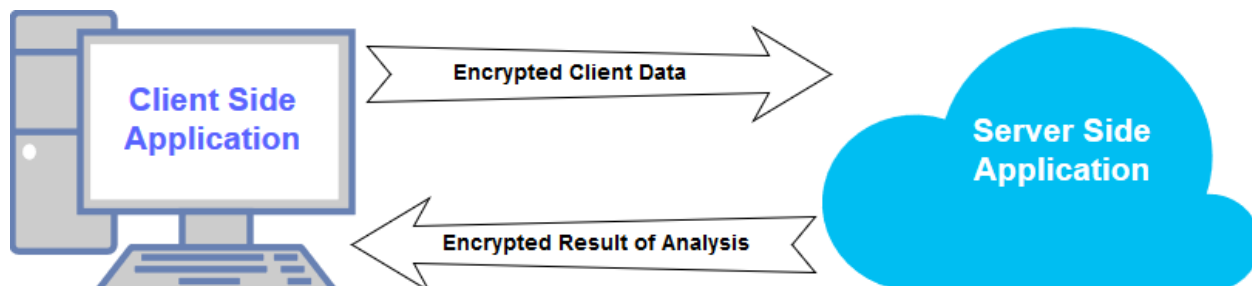 Client Side
Application
Encrypted Client Data
Server Side
Application
Encrypted Result of Analysis